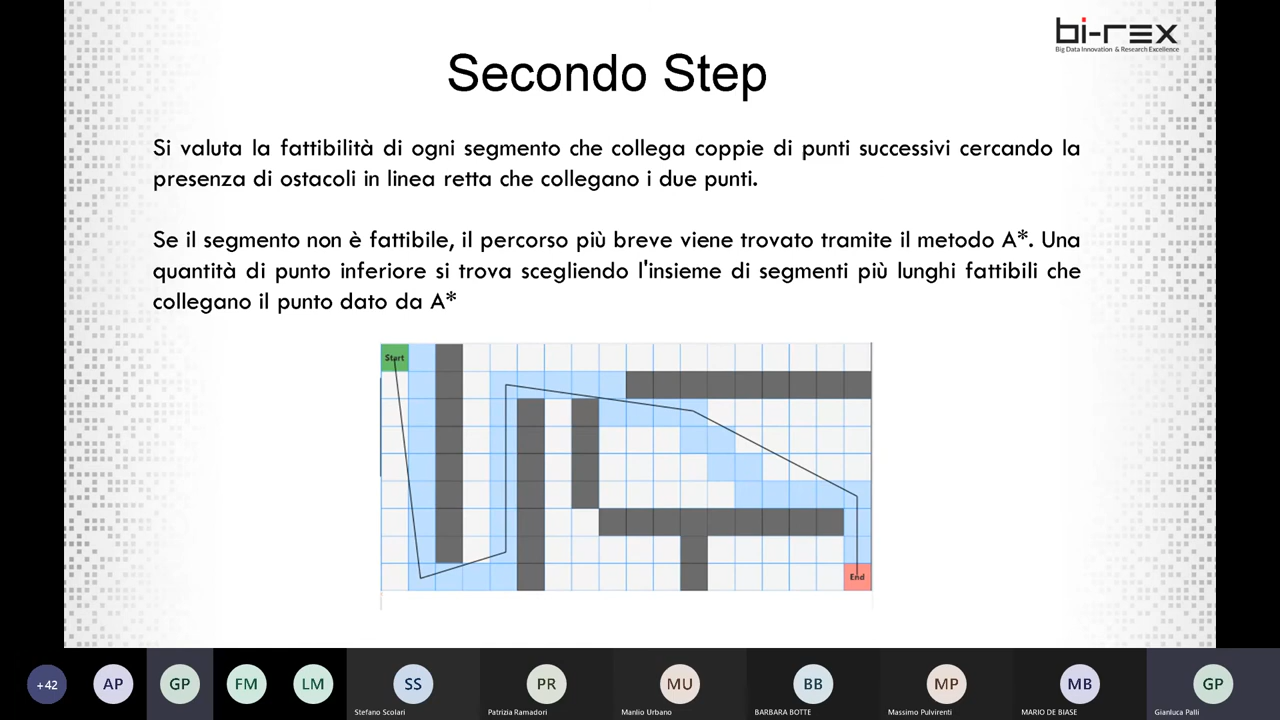 bi-rex
Big Data Innovation & Research Excellence
Secondo Step
Si valuta la fattibilità di ogni segmento che collega coppie di punti successivi cercando la
presenza di ostacoli in linea retta che collegano i due punti.
Se il segmento non è fattibile, il percorso più breve viene trovato tramite il metodo A*. Una
quantità di punto inferiore si trova scegliendo l'insieme di segmenti più lunghi fattibili che
collegano il punto dato da A*
Start
End
+42
AP
GP
FM
LM
SS
PR
MU
BB
MP
MB
GP
Stefano Scolari
Patrizia Ramadori
Manlio Urbano
BARBARA BOTTE
Massimo Pulvirenti
MARIO DE BIASE
Gianluca Palli